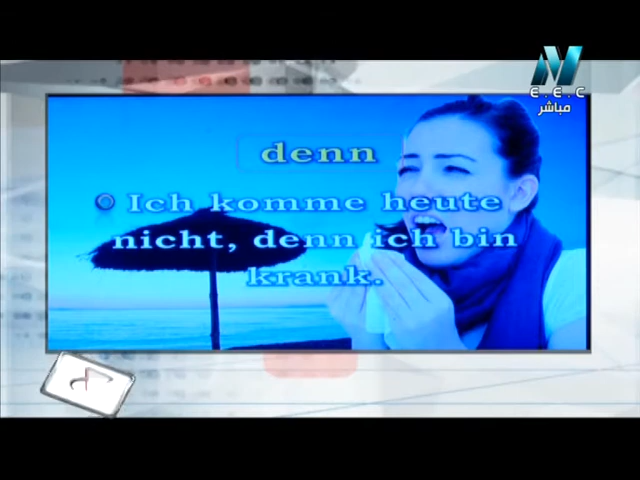 E.E.C
مباشر
denn
Ich komme heute
nicht, denn ich bin
krank.